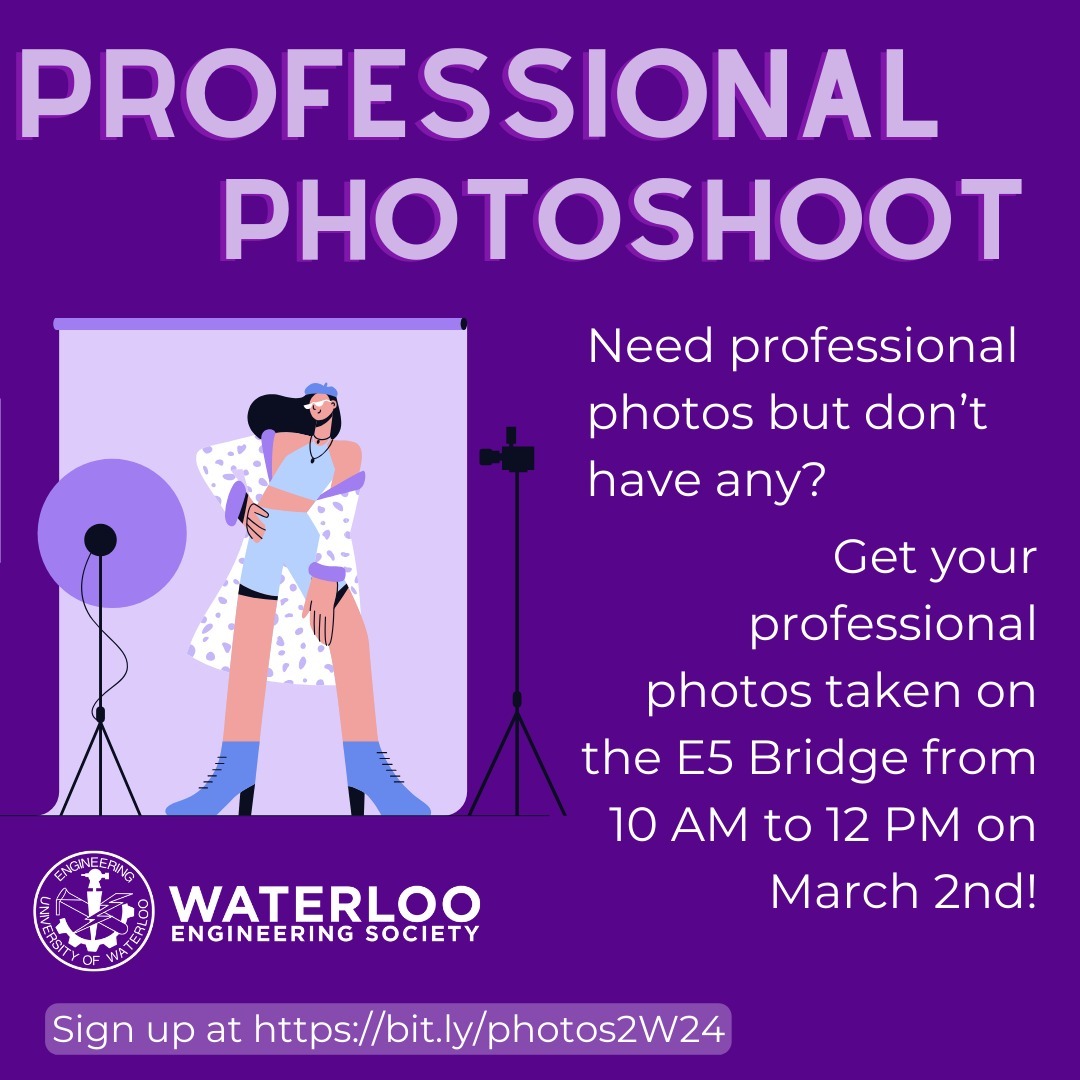 PROFESSIONAL
PHOTOSHOOT
Need professional
photos but don’t
have any?
Get your
professional
photos taken on
the E5 Bridge from
10 AM to 12 PM on
March 2nd!
ENGINEERING
UNIVERSITY OF WATERLOO
WATERLOO
ENGINEERING SOCIETY
Sign up at https://bit.ly/photos2W24